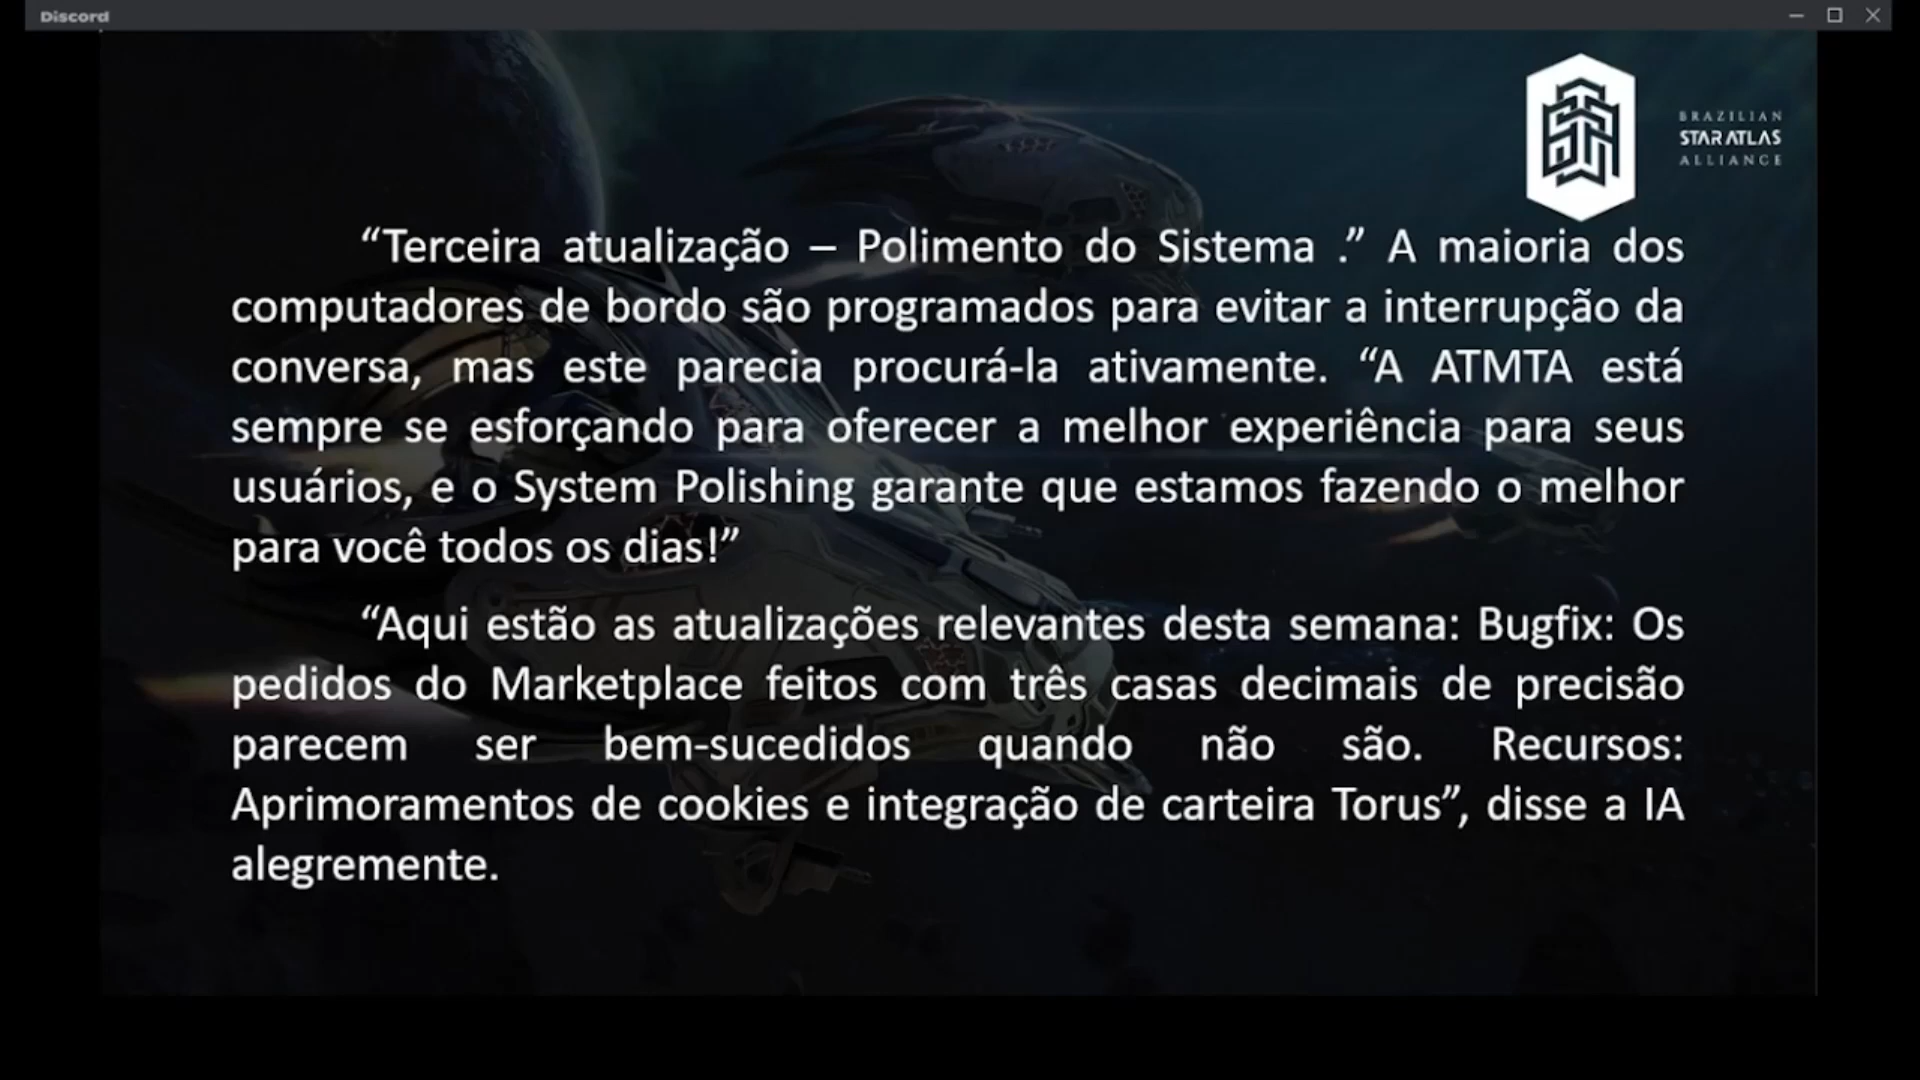 Discord
BRAZILIAN
STAR ATLAS
ALLIANCE
“Terceira atualização – Polimento do Sistema .” A maioria dos
computadores de bordo são programados para evitar a interrupção da
conversa, mas este parecia procurá-la ativamente. “A ATMTA está
sempre se esforçando para oferecer a melhor experiência para seus
usuários, e o System Polishing garante que estamos fazendo o melhor
para você todos os dias!”
“Aqui estão as atualizações relevantes desta semana: Bugfix: Os
pedidos do Marketplace feitos com três casas decimais de precisão
parecem ser bem-sucedidos quando não são. Recursos:
Aprimoramentos de cookies e integração de carteira Torus”, disse a IA
alegremente.